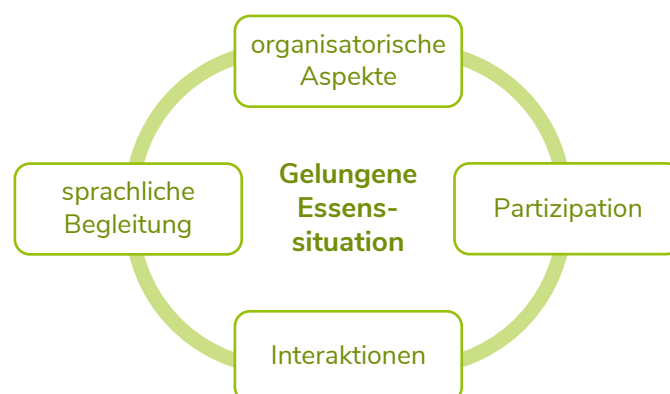 organisatorische
Aspekte
Gelungene
Essens-
situation
sprachliche
Begleitung
Partizipation
Interaktionen